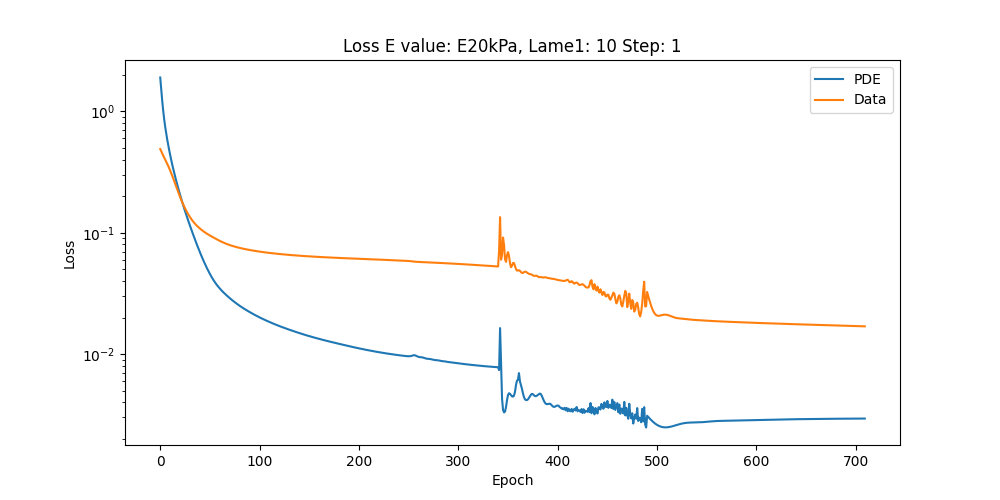 Loss E value: E20kPa, Lame1: 10 Step: 1
PDE
Data
10⁰
10⁻¹
10⁻²
Loss
0 100 200 300 400 500 600 700
Epoch